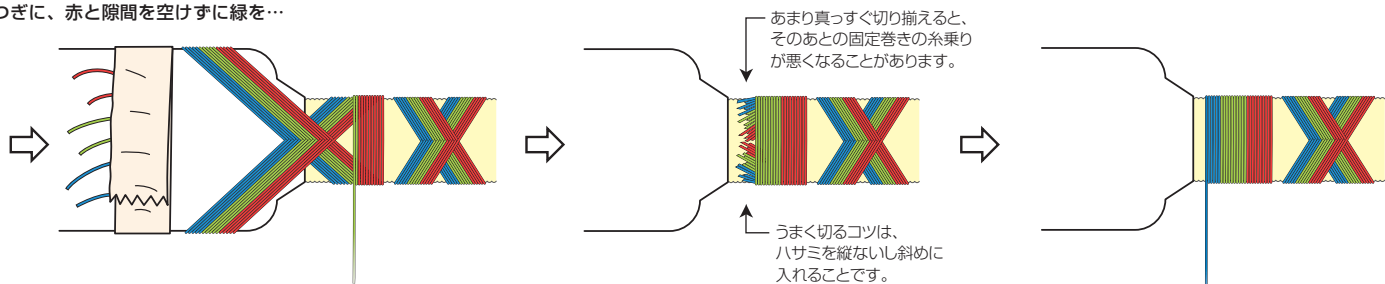 つぎに、赤と隙間を空けずに緑を…
あまり真っすぐ切り揃えると、
そのあとの固定巻きの糸乗り
が悪くなることがあります。
うまく切るコツは、
ハサミを縦ないし斜めに
入れることです。